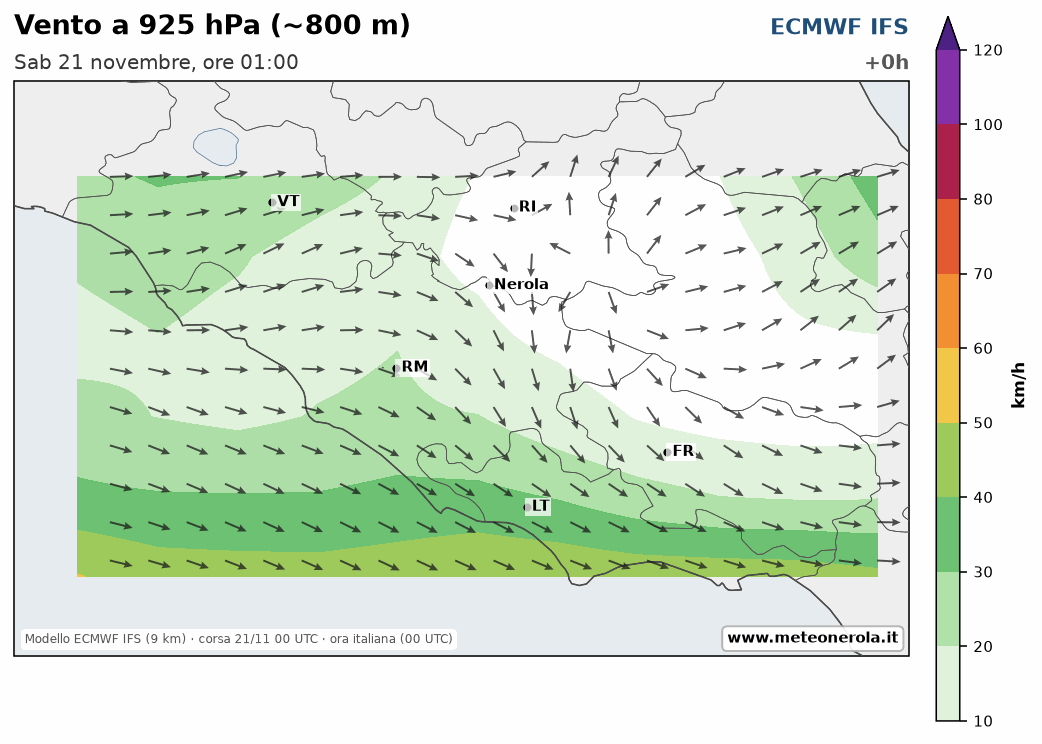 Vento a 925 hPa (~800 m)
ECMWF IFS
Sab 21 novembre, ore 01:00
+0h
VT
RI
Nerola
RM
FR
LT
120
100
80
70
60
50
40
30
20
10
km/h
Modello ECMWF IFS (9 km) · corsa 21/11 00 UTC · ora italiana (00 UTC)
www.meteonerola.it